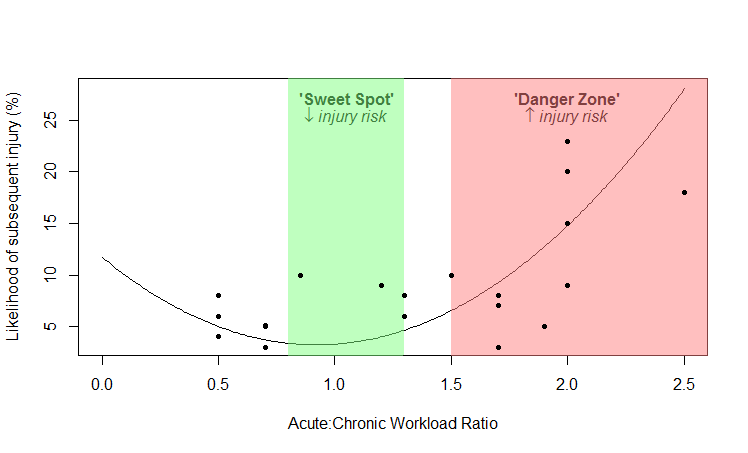 'Sweet Spot'
↓ injury risk
'Danger Zone'
↑ injury risk
Likelihood of subsequent injury (%)
25
20
15
10
5
0.0
0.5
1.0
1.5
2.0
2.5
Acute:Chronic Workload Ratio